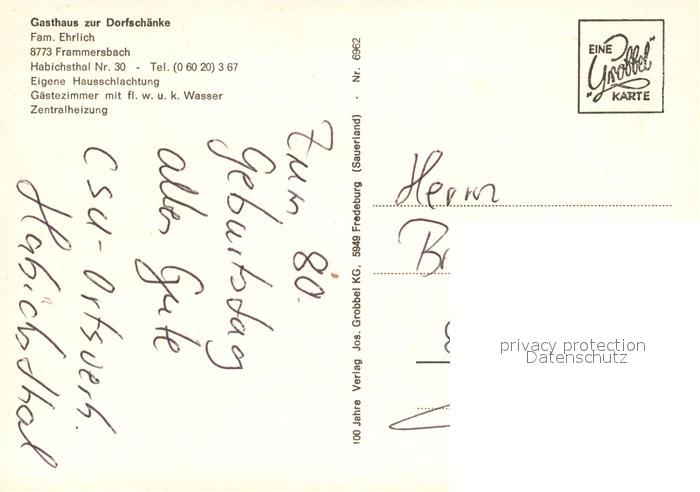 Gasthaus zur Dorfschänke
Fam. Ehrlich
8773 Frammersbach
Habichsthal Nr. 30 - Tel. (0 60 20) 3 67
Eigene Hausschlachtung
Gästezimmer mit fl. w. u. k. Wasser
Zentralheizung
Zum 80.
Geburtstag
alles Gute
CSU-Ortsverb.
Habichsthal
100 Jahre Verlag Jos. Grobbel KG, 5949 Fredeburg (Sauerland) · Nr. 6962
EINE
"Grobbel"
KARTE
Herrn
Br
privacy protection
Datenschutz